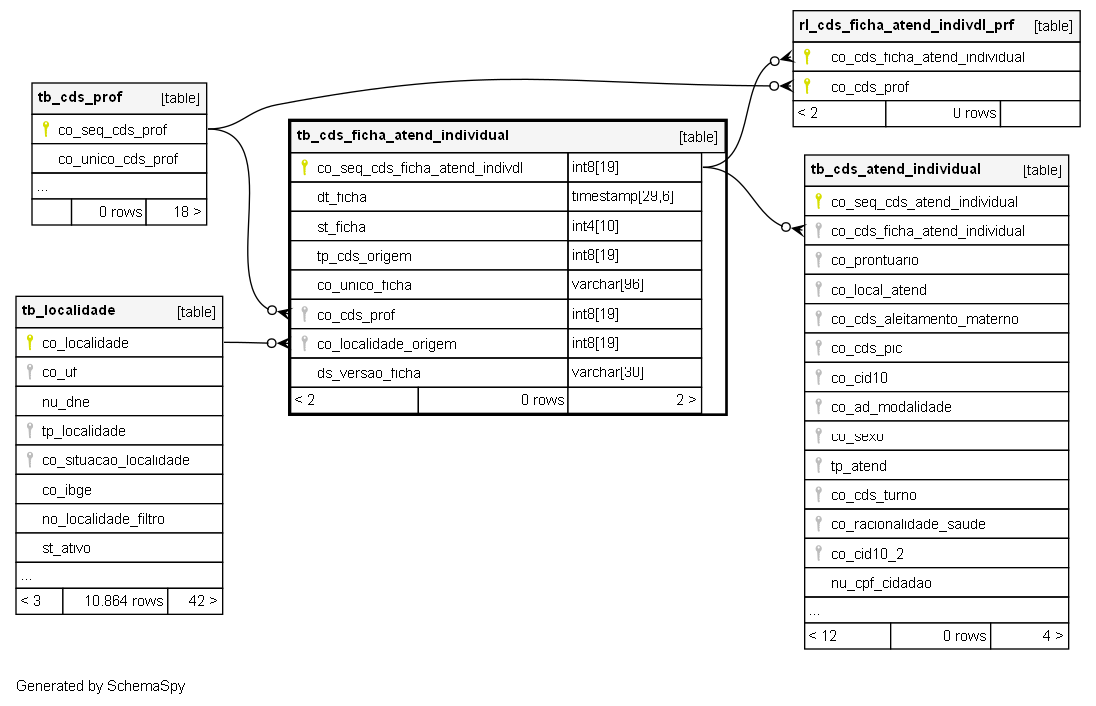 rl_cds_ficha_atend_indivdl_prf [table]
co_cds_ficha_atend_individual
co_cds_prof
< 2 0 rows
tb_cds_prof [table]
co_seq_cds_prof
co_unico_cds_prof
...
0 rows 18 >
tb_cds_ficha_atend_individual [table]
co_seq_cds_ficha_atend_indivdl int8[19]
dt_ficha timestamp[29,6]
st_ficha int4[10]
tp_cds_origem int8[19]
co_unico_ficha varchar[96]
co_cds_prof int8[19]
co_localidade_origem int8[19]
ds_versao_ficha varchar[30]
< 2 0 rows 2 >
tb_cds_atend_individual [table]
co_seq_cds_atend_individual
co_cds_ficha_atend_individual
co_prontuario
co_local_atend
co_cds_aleitamento_materno
co_cds_pic
co_cid10
co_ad_modalidade
co_sexo
tp_atend
co_cds_turno
co_racionalidade_saude
co_cid10_2
nu_cpf_cidadao
...
< 12 0 rows 4 >
tb_localidade [table]
co_localidade
co_uf
nu_dne
tp_localidade
co_situacao_localidade
co_ibge
no_localidade_filtro
st_ativo
...
< 3 10.864 rows 42 >
Generated by SchemaSpy